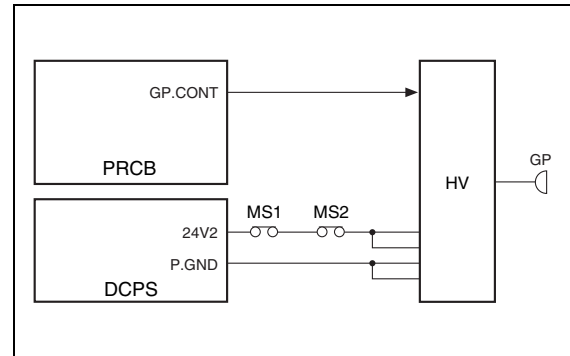 GP.CONT
PRCB
HV
GP
MS1
MS2
24V2
P.GND
DCPS